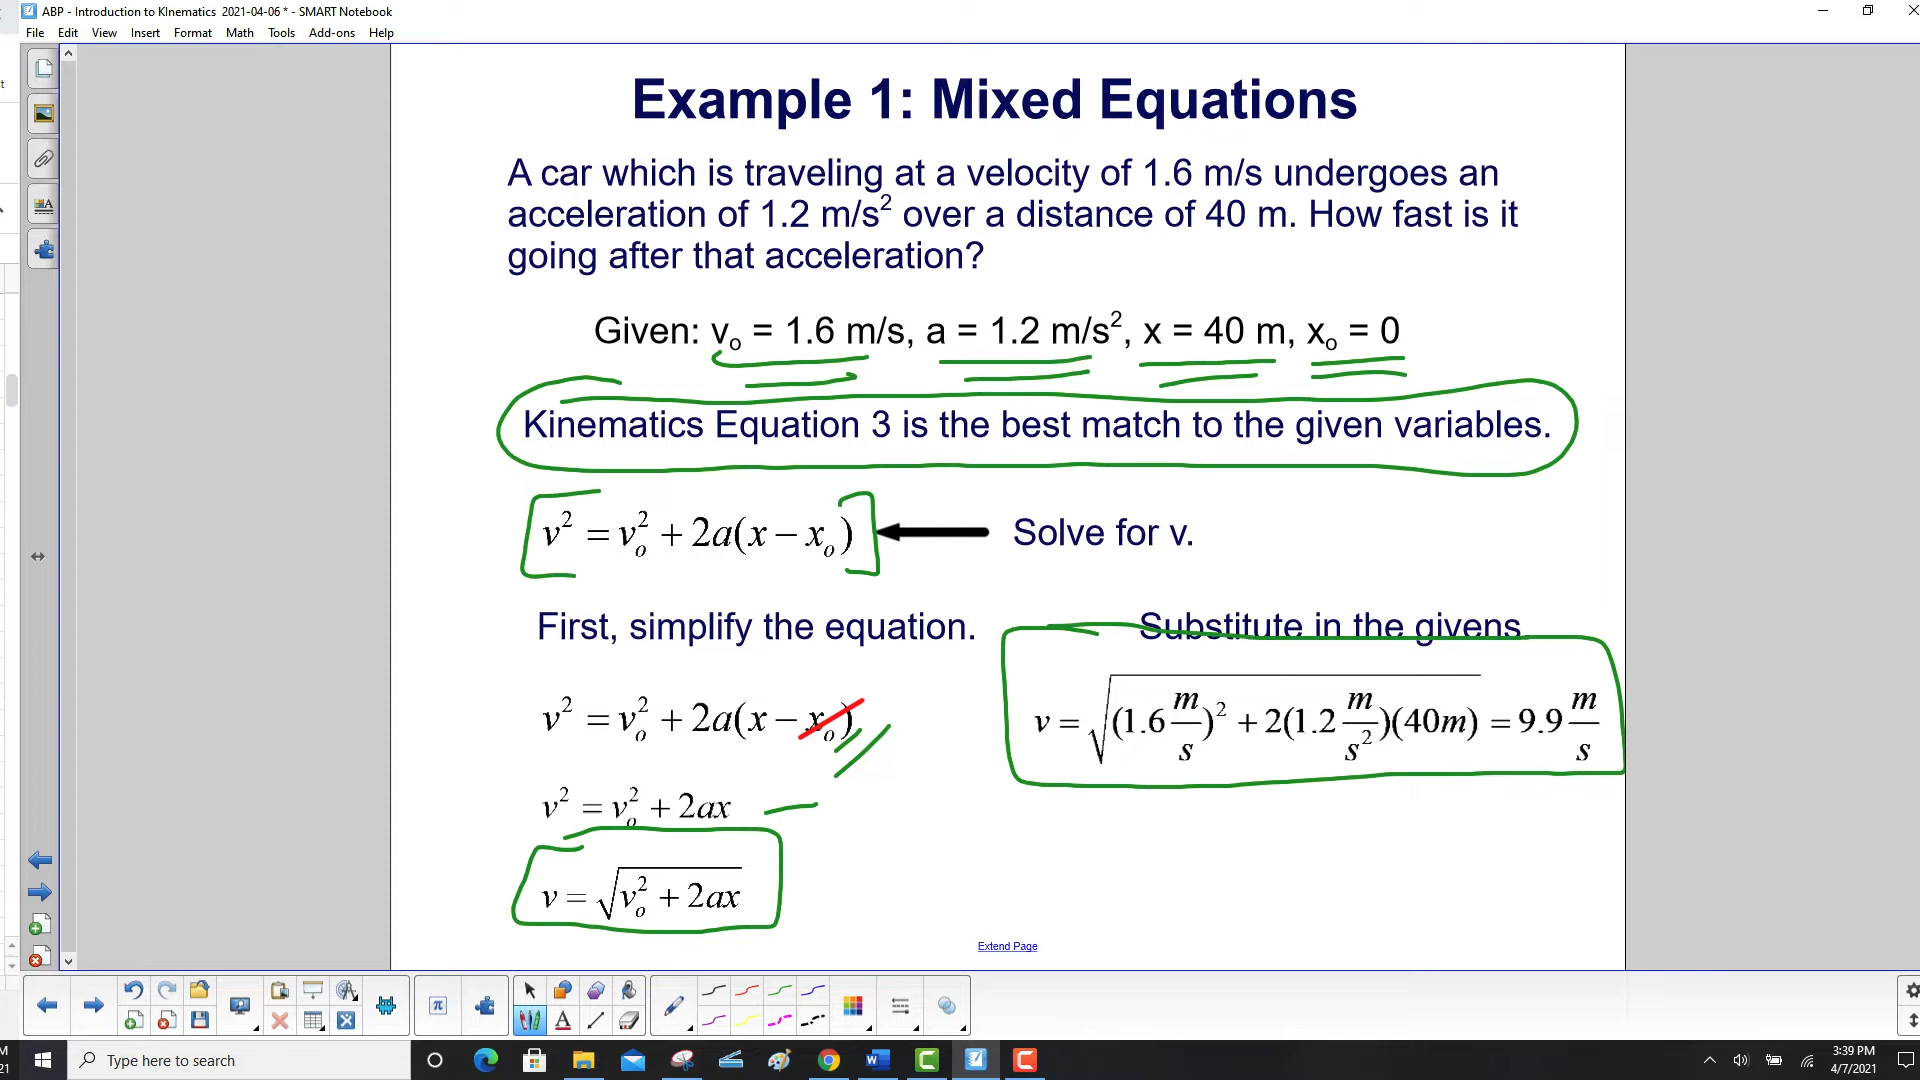 ABP - Introduction to KInematics 2021-04-06 * - SMART Notebook
File Edit View Insert Format Math Tools Add-ons Help
Example 1: Mixed Equations
A car which is traveling at a velocity of 1.6 m/s undergoes an
acceleration of 1.2 m/s² over a distance of 40 m. How fast is it
going after that acceleration?
Given: vₒ = 1.6 m/s, a = 1.2 m/s², x = 40 m, xₒ = 0
Kinematics Equation 3 is the best match to the given variables.
v² = vₒ² + 2a(x − xₒ)
Solve for v.
First, simplify the equation.
v² = vₒ² + 2a(x − xₒ)
v² = vₒ² + 2ax
v = √(vₒ² + 2ax)
Substitute in the givens
v = √((1.6 m/s)² + 2(1.2 m/s²)(40m)) = 9.9 m/s
Extend Page
Type here to search
3:39 PM
4/7/2021